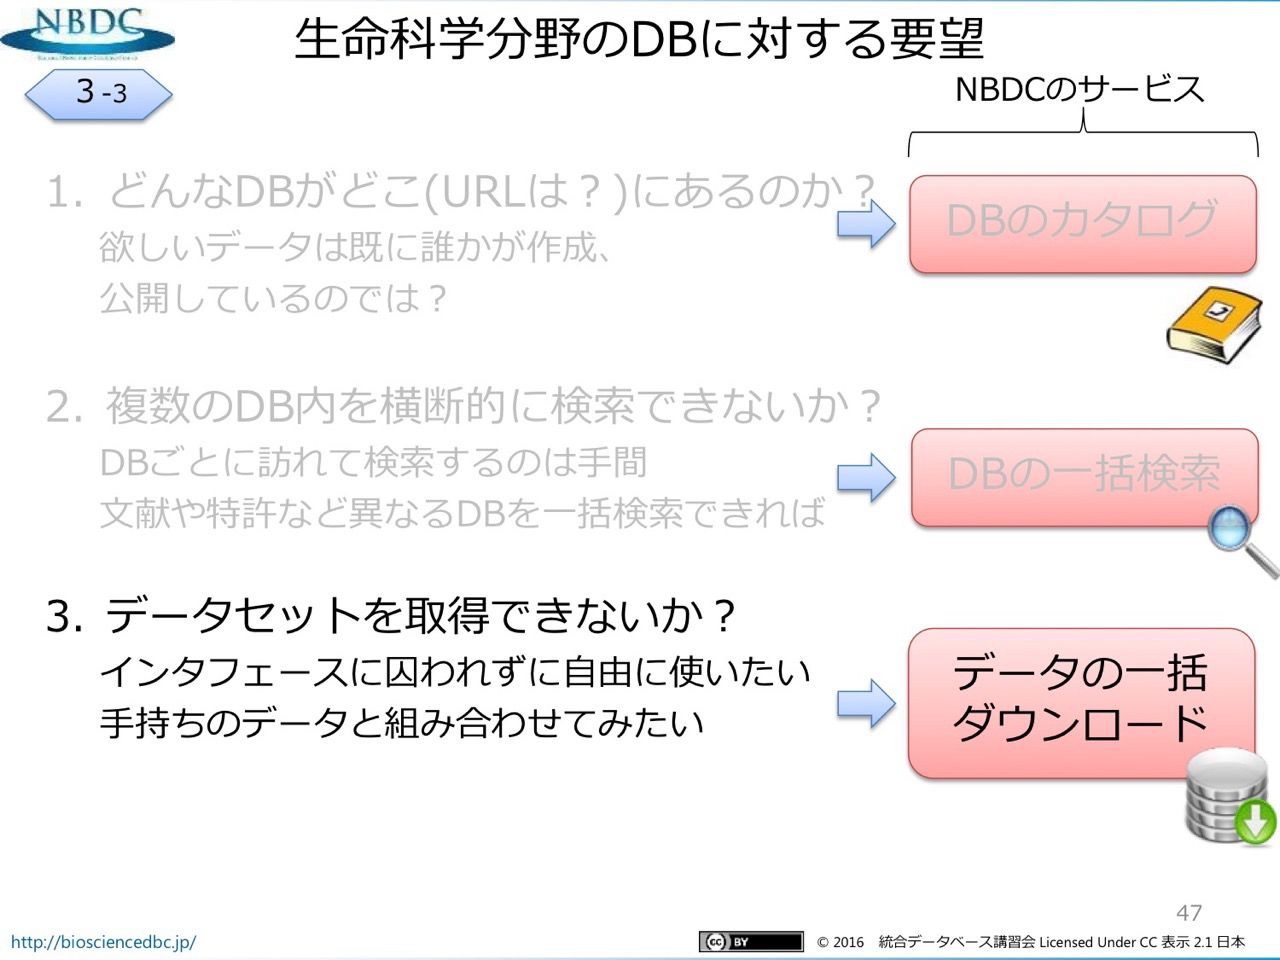 NBDC
生命科学分野のDBに対する要望
3 -3
NBDCのサービス
1. どんなDBがどこ(URLは？)にあるのか？
欲しいデータは既に誰かが作成、
公開しているのでは？
DBのカタログ
2. 複数のDB内を横断的に検索できないか？
DBごとに訪れて検索するのは手間
文献や特許など異なるDBを一括検索できれば
DBの一括検索
3. データセットを取得できないか？
インタフェースに囚われずに自由に使いたい
手持ちのデータと組み合わせてみたい
データの一括
ダウンロード
47
http://biosciencedbc.jp/
cc BY
© 2016 統合データベース講習会 Licensed Under CC 表示 2.1 日本